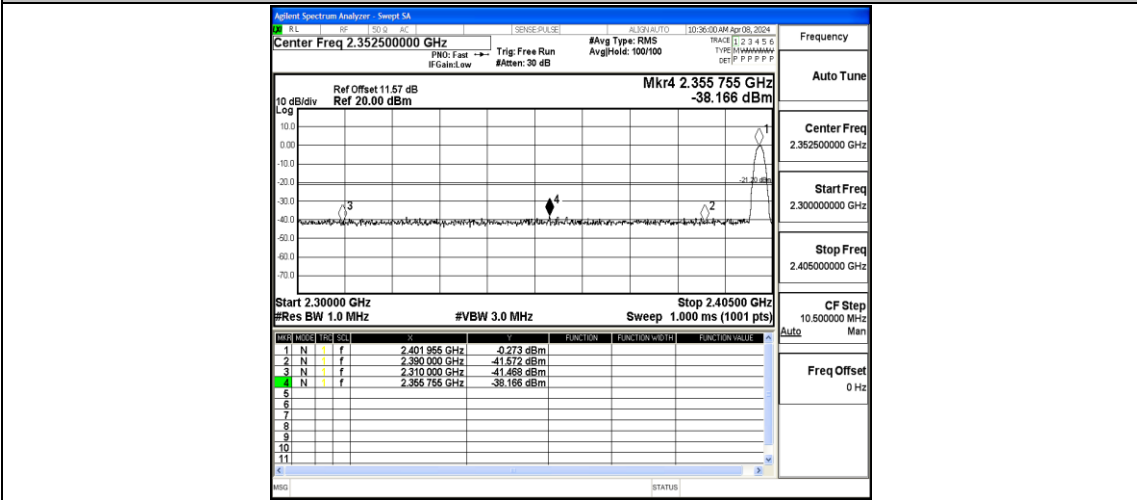 Agilent Spectrum Analyzer - Swept SA
RL RF 50 Ω AC SENSE:PULSE ALIGN AUTO 10:36:00 AM Apr 08, 2024
Center Freq 2.352500000 GHz #Avg Type: RMS TRACE 1 2 3 4 5 6
PNO: Fast Trig: Free Run Avg|Hold: 100/100 TYPE
IFGain:Low #Atten: 30 dB DET P P P P P P
Mkr4 2.355 755 GHz
-38.166 dBm
Ref Offset 11.57 dB
10 dB/div Ref 20.00 dBm
Log
10.0
0.00
-10.0
-20.0
-30.0
-40.0
-50.0
-60.0
-70.0
1
-21.20 dBm
3
4
2
Start 2.30000 GHz Stop 2.40500 GHz
#Res BW 1.0 MHz #VBW 3.0 MHz Sweep 1.000 ms (1001 pts)
MKR MODE TRC SCL X Y FUNCTION FUNCTION WIDTH FUNCTION VALUE
1 N 1 f 2.401 955 GHz -0.273 dBm
2 N 1 f 2.390 000 GHz -41.572 dBm
3 N 1 f 2.310 000 GHz -41.468 dBm
4 N 1 f 2.355 755 GHz -38.166 dBm
5
6
7
8
9
10
11
MSG STATUS
Frequency
Auto Tune
Center Freq
2.352500000 GHz
Start Freq
2.300000000 GHz
Stop Freq
2.405000000 GHz
CF Step
10.500000 MHz
Auto Man
Freq Offset
0 Hz